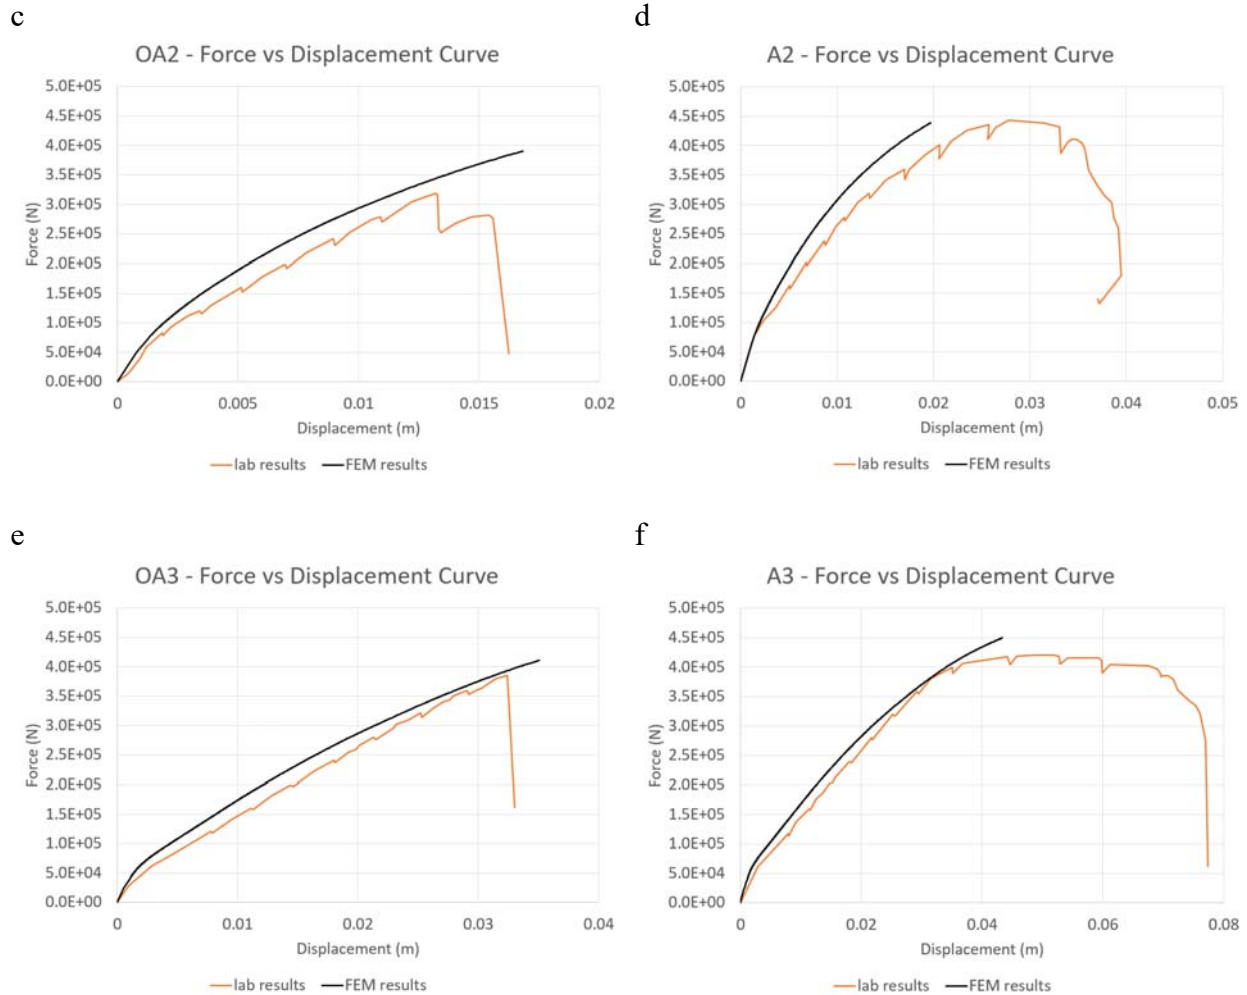 c
OA2 - Force vs Displacement Curve
5.0E+05
4.5E+05
4.0E+05
3.5E+05
3.0E+05
2.5E+05
2.0E+05
1.5E+05
1.0E+05
5.0E+04
0.0E+00
Force (N)
0 0.005 0.01 0.015 0.02
Displacement (m)
lab results FEM results
d
A2 - Force vs Displacement Curve
5.0E+05
4.5E+05
4.0E+05
3.5E+05
3.0E+05
2.5E+05
2.0E+05
1.5E+05
1.0E+05
5.0E+04
0.0E+00
Force (N)
0 0.01 0.02 0.03 0.04 0.05
Displacement (m)
lab results FEM results
e
OA3 - Force vs Displacement Curve
5.0E+05
4.5E+05
4.0E+05
3.5E+05
3.0E+05
2.5E+05
2.0E+05
1.5E+05
1.0E+05
5.0E+04
0.0E+00
Force (N)
0 0.01 0.02 0.03 0.04
Displacement (m)
lab results FEM results
f
A3 - Force vs Displacement Curve
5.0E+05
4.5E+05
4.0E+05
3.5E+05
3.0E+05
2.5E+05
2.0E+05
1.5E+05
1.0E+05
5.0E+04
0.0E+00
Force (N)
0 0.02 0.04 0.06 0.08
Displacement (m)
lab results FEM results